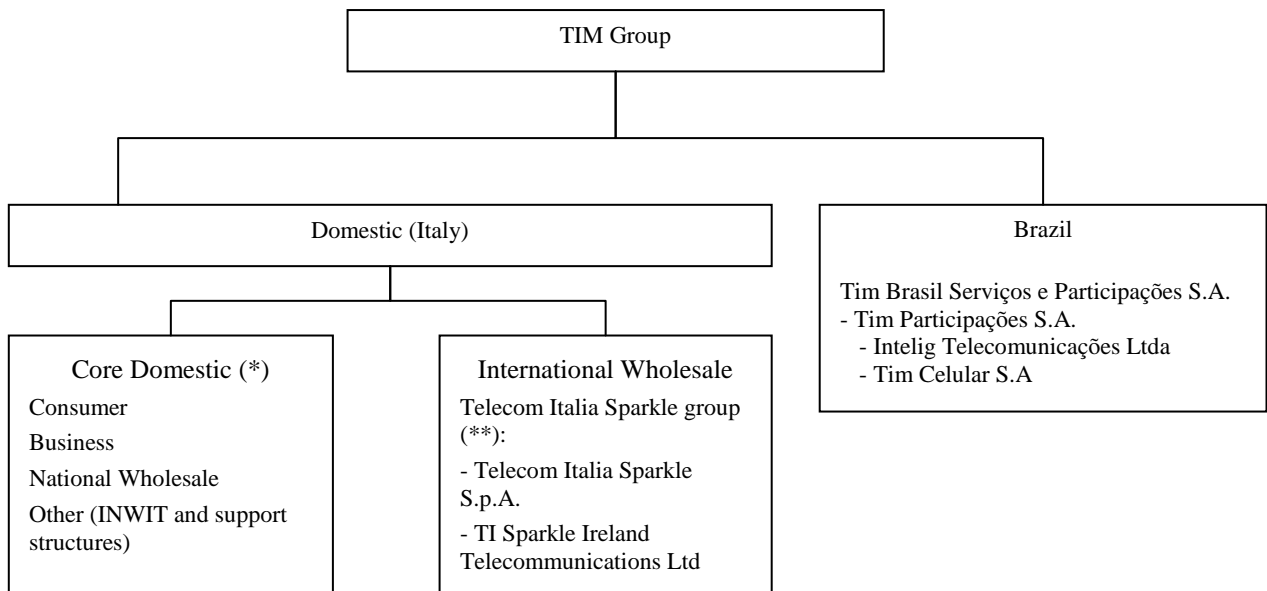 TIM Group
Domestic (Italy)
Brazil
Tim Brasil Serviços e Participações S.A.
- Tim Participações S.A.
- Intelig Telecomunicações Ltda
- Tim Celular S.A
Core Domestic (*)
Consumer
Business
National Wholesale
Other (INWIT and support
structures)
International Wholesale
Telecom Italia Sparkle group
(**):
- Telecom Italia Sparkle
S.p.A.
- TI Sparkle Ireland
Telecommunications Ltd